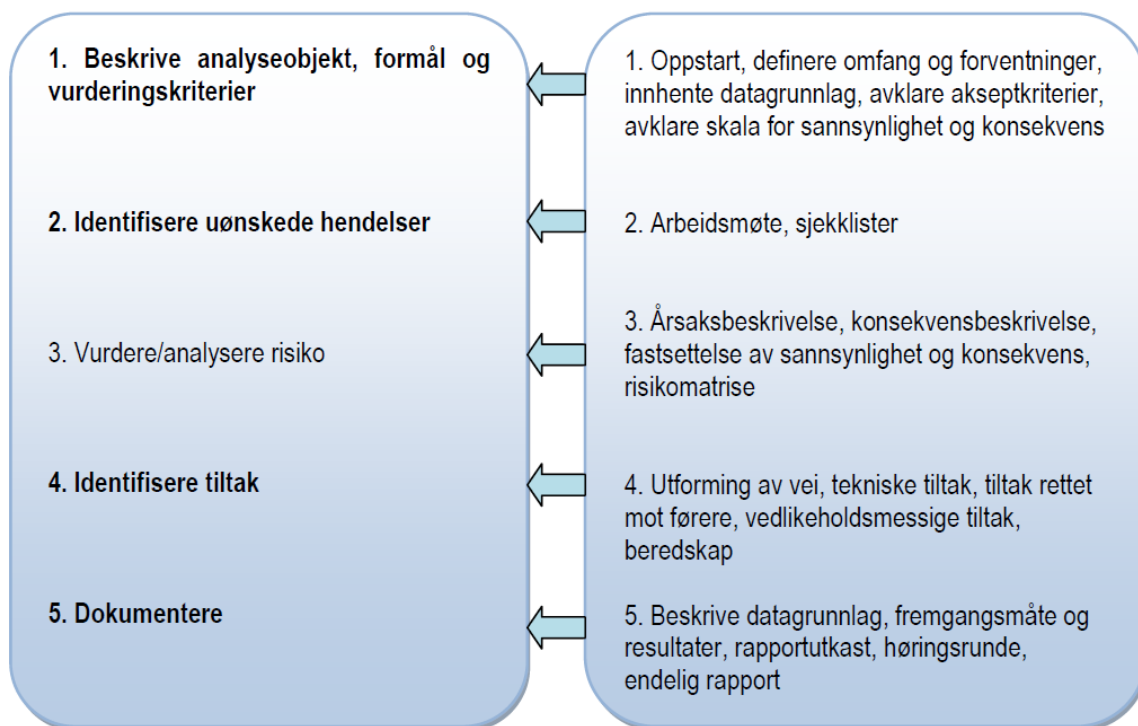 1. Beskrive analyseobjekt, formål og
vurderingskriterier
2. Identifisere uønskede hendelser
3. Vurdere/analysere risiko
4. Identifisere tiltak
5. Dokumentere
1. Oppstart, definere omfang og forventninger,
innhente datagrunnlag, avklare akseptkriterier,
avklare skala for sannsynlighet og konsekvens
2. Arbeidsmøte, sjekklister
3. Årsaksbeskrivelse, konsekvensbeskrivelse,
fastsettelse av sannsynlighet og konsekvens,
risikomatrise
4. Utforming av vei, tekniske tiltak, tiltak rettet
mot førere, vedlikeholdsmessige tiltak,
beredskap
5. Beskrive datagrunnlag, fremgangsmåte og
resultater, rapportutkast, høringsrunde,
endelig rapport